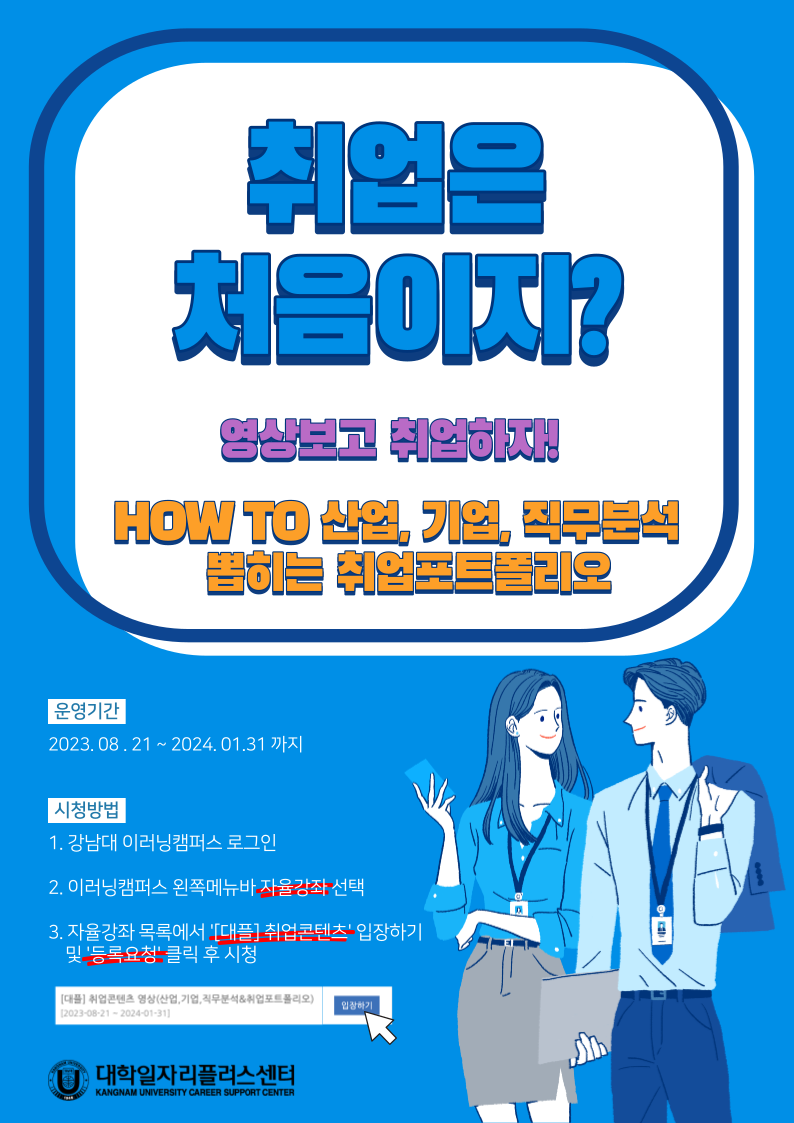 취업은
처음이지?
영상보고 취업하자!
HOW TO 산업, 기업, 직무분석
뽑히는 취업포트폴리오
운영기간
2023. 08 . 21 ~ 2024. 01.31 까지
시청방법
1. 강남대 이러닝캠퍼스 로그인
2. 이러닝캠퍼스 왼쪽메뉴바 자율강좌 선택
3. 자율강좌 목록에서 '[대플] 취업콘텐츠' 입장하기
및 '등록요청' 클릭 후 시청
[대플] 취업콘텐츠 영상(산업,기업,직무분석&취업포트폴리오)
[2023-08-21 ~ 2024-01-31]
입장하기
대학일자리플러스센터
KANGNAM UNIVERSITY CAREER SUPPORT CENTER